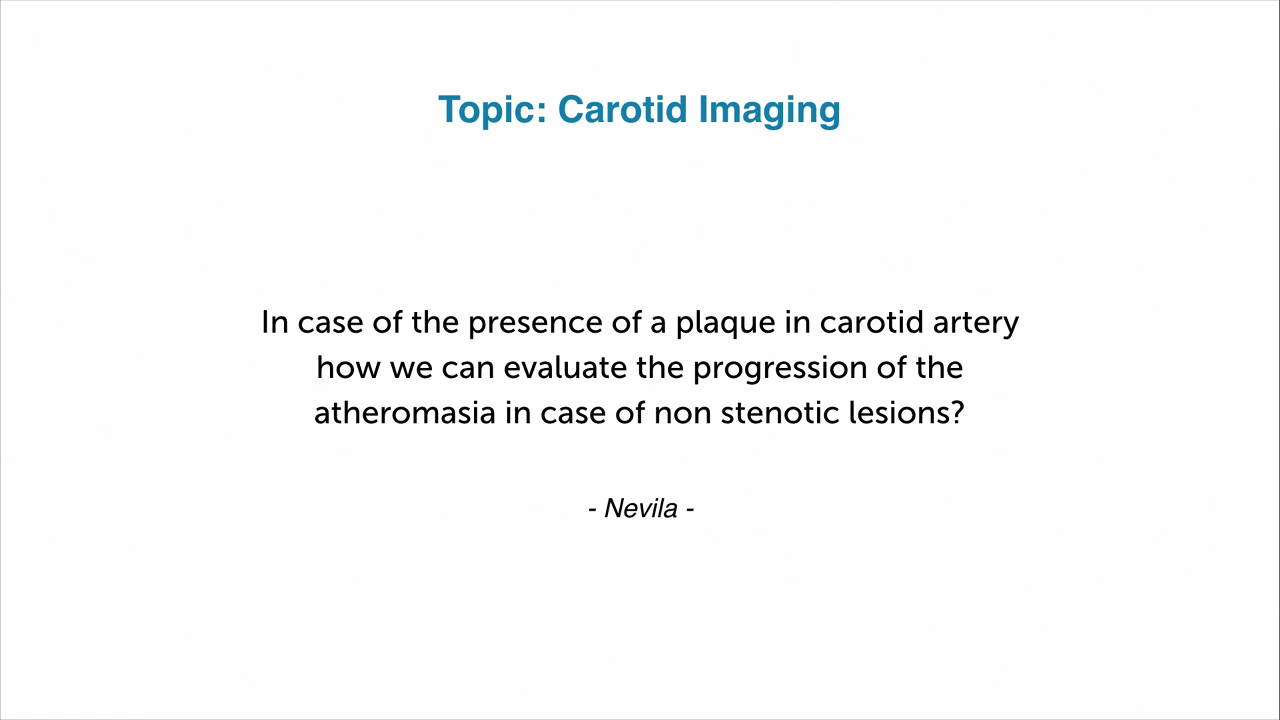 Topic: Carotid Imaging
In case of the presence of a plaque in carotid artery
how we can evaluate the progression of the
atheromasia in case of non stenotic lesions?
- Nevila -